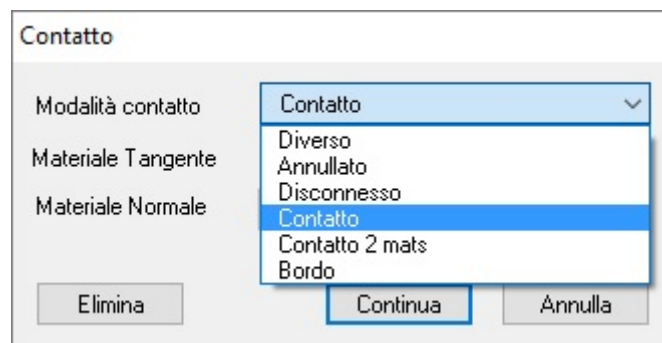 Contatto
Modalità contatto Contatto
Diverso
Materiale Tangente Annullato
Disconnesso
Materiale Normale Contatto
Contatto 2 mats
Bordo
Elimina Continua Annulla